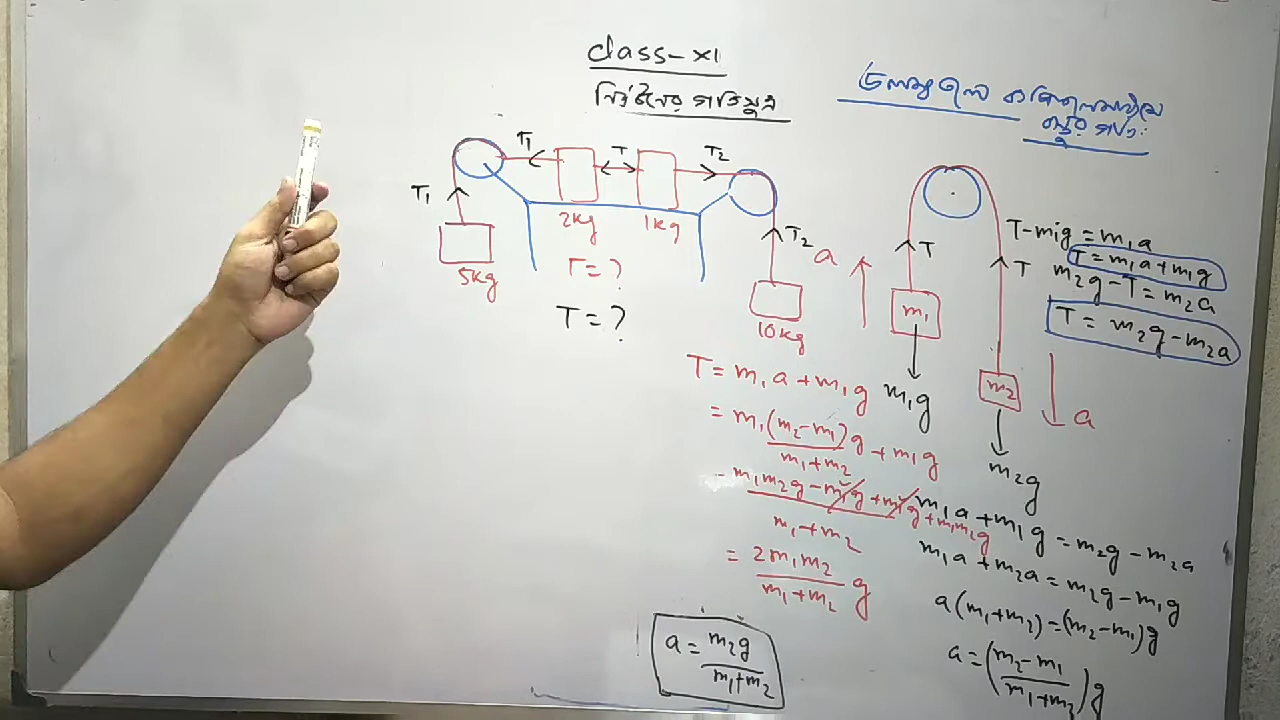 class-XI
নিউটনের গতিসূত্র
T₁
T
T₂
T₁
T₂
2kg
1kg
5kg
10kg
T=?
T=?
a
T
T
m₁
m₁g
m₂
m₂g
a
T-m₁g=m₁a
T=m₁a+m₁g
m₂g-T=m₂a
T=m₂g-m₂a
T=m₁a+m₁g
=m₁(m₂-m₁)g+m₁g
m₁+m₂
m₁m₂g-m₁²g+m₁²g+m₁m₂g
m₁+m₂
=2m₁m₂
m₁+m₂ g
m₁a+m₁g=m₂g-m₂a
m₁a+m₂a=m₂g-m₁g
a(m₁+m₂)=(m₂-m₁)g
a=(m₂-m₁
m₁+m₂)g
a=m₂g
m₁+m₂